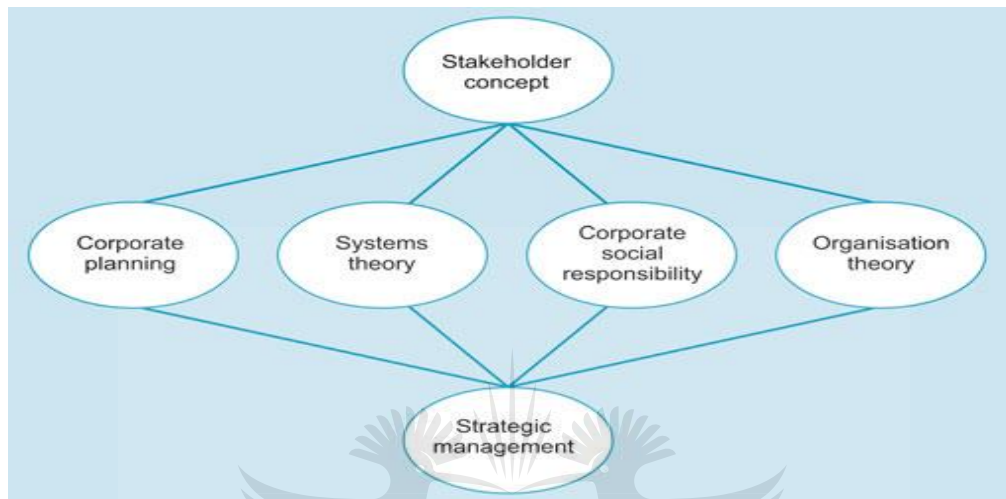 Stakeholder
concept
Corporate
planning
Systems
theory
Corporate
social
responsibility
Organisation
theory
Strategic
management